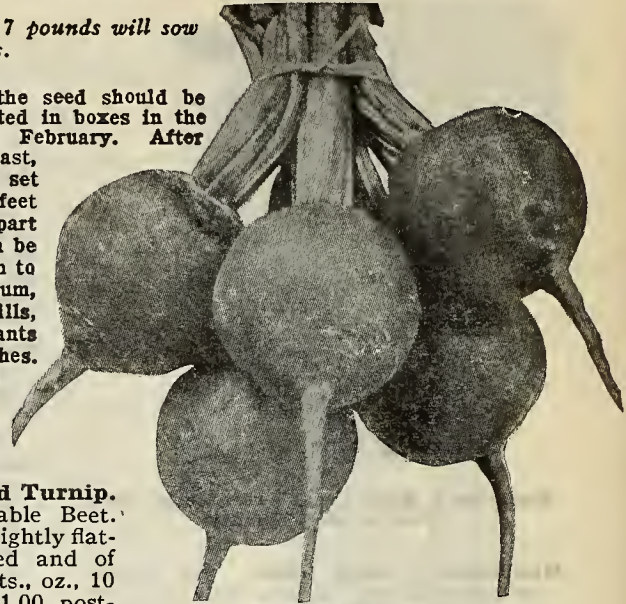 7 pounds will sow
s.
the seed should be
ted in boxes in the
February. After
ast,
set
feet
part
n be
n to
um,
ills,
ants
hes.
d Turnip.
able Beet.
ightly flat-
ed and of
ts., oz., 10
1.00, post-